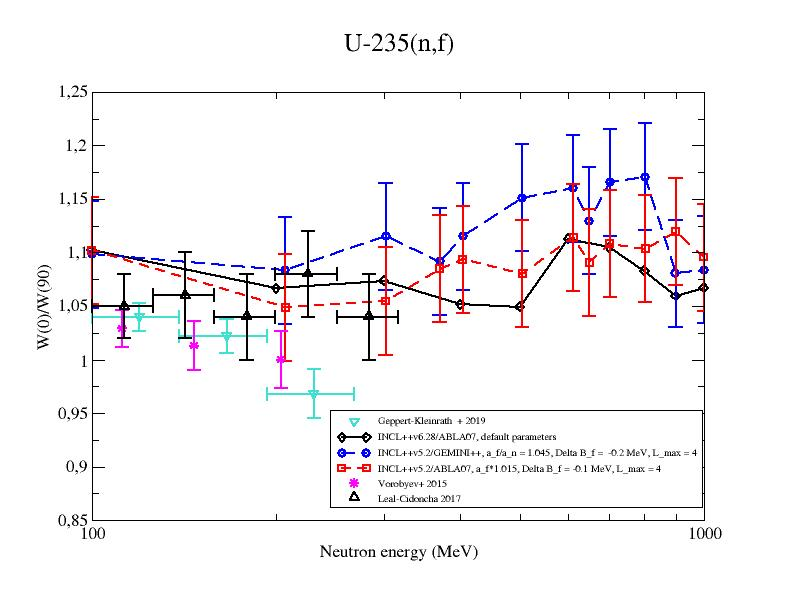 U-235(n,f)
1,25
1,2
1,15
1,1
1,05
1
0,95
0,9
0,85
W(0)/W(90)
100
1000
Neutron energy (MeV)
Geppert-Kleinrath + 2019
INCL++v6.28/ABLA07, default parameters
INCL++v5.2/GEMINI++, a_f/a_n = 1.045, Delta B_f = -0.2 MeV, L_max = 4
INCL++v5.2/ABLA07, a_f*1.015, Delta B_f = -0.1 MeV, L_max = 4
Vorobyev+ 2015
Leal-Cidoncha 2017